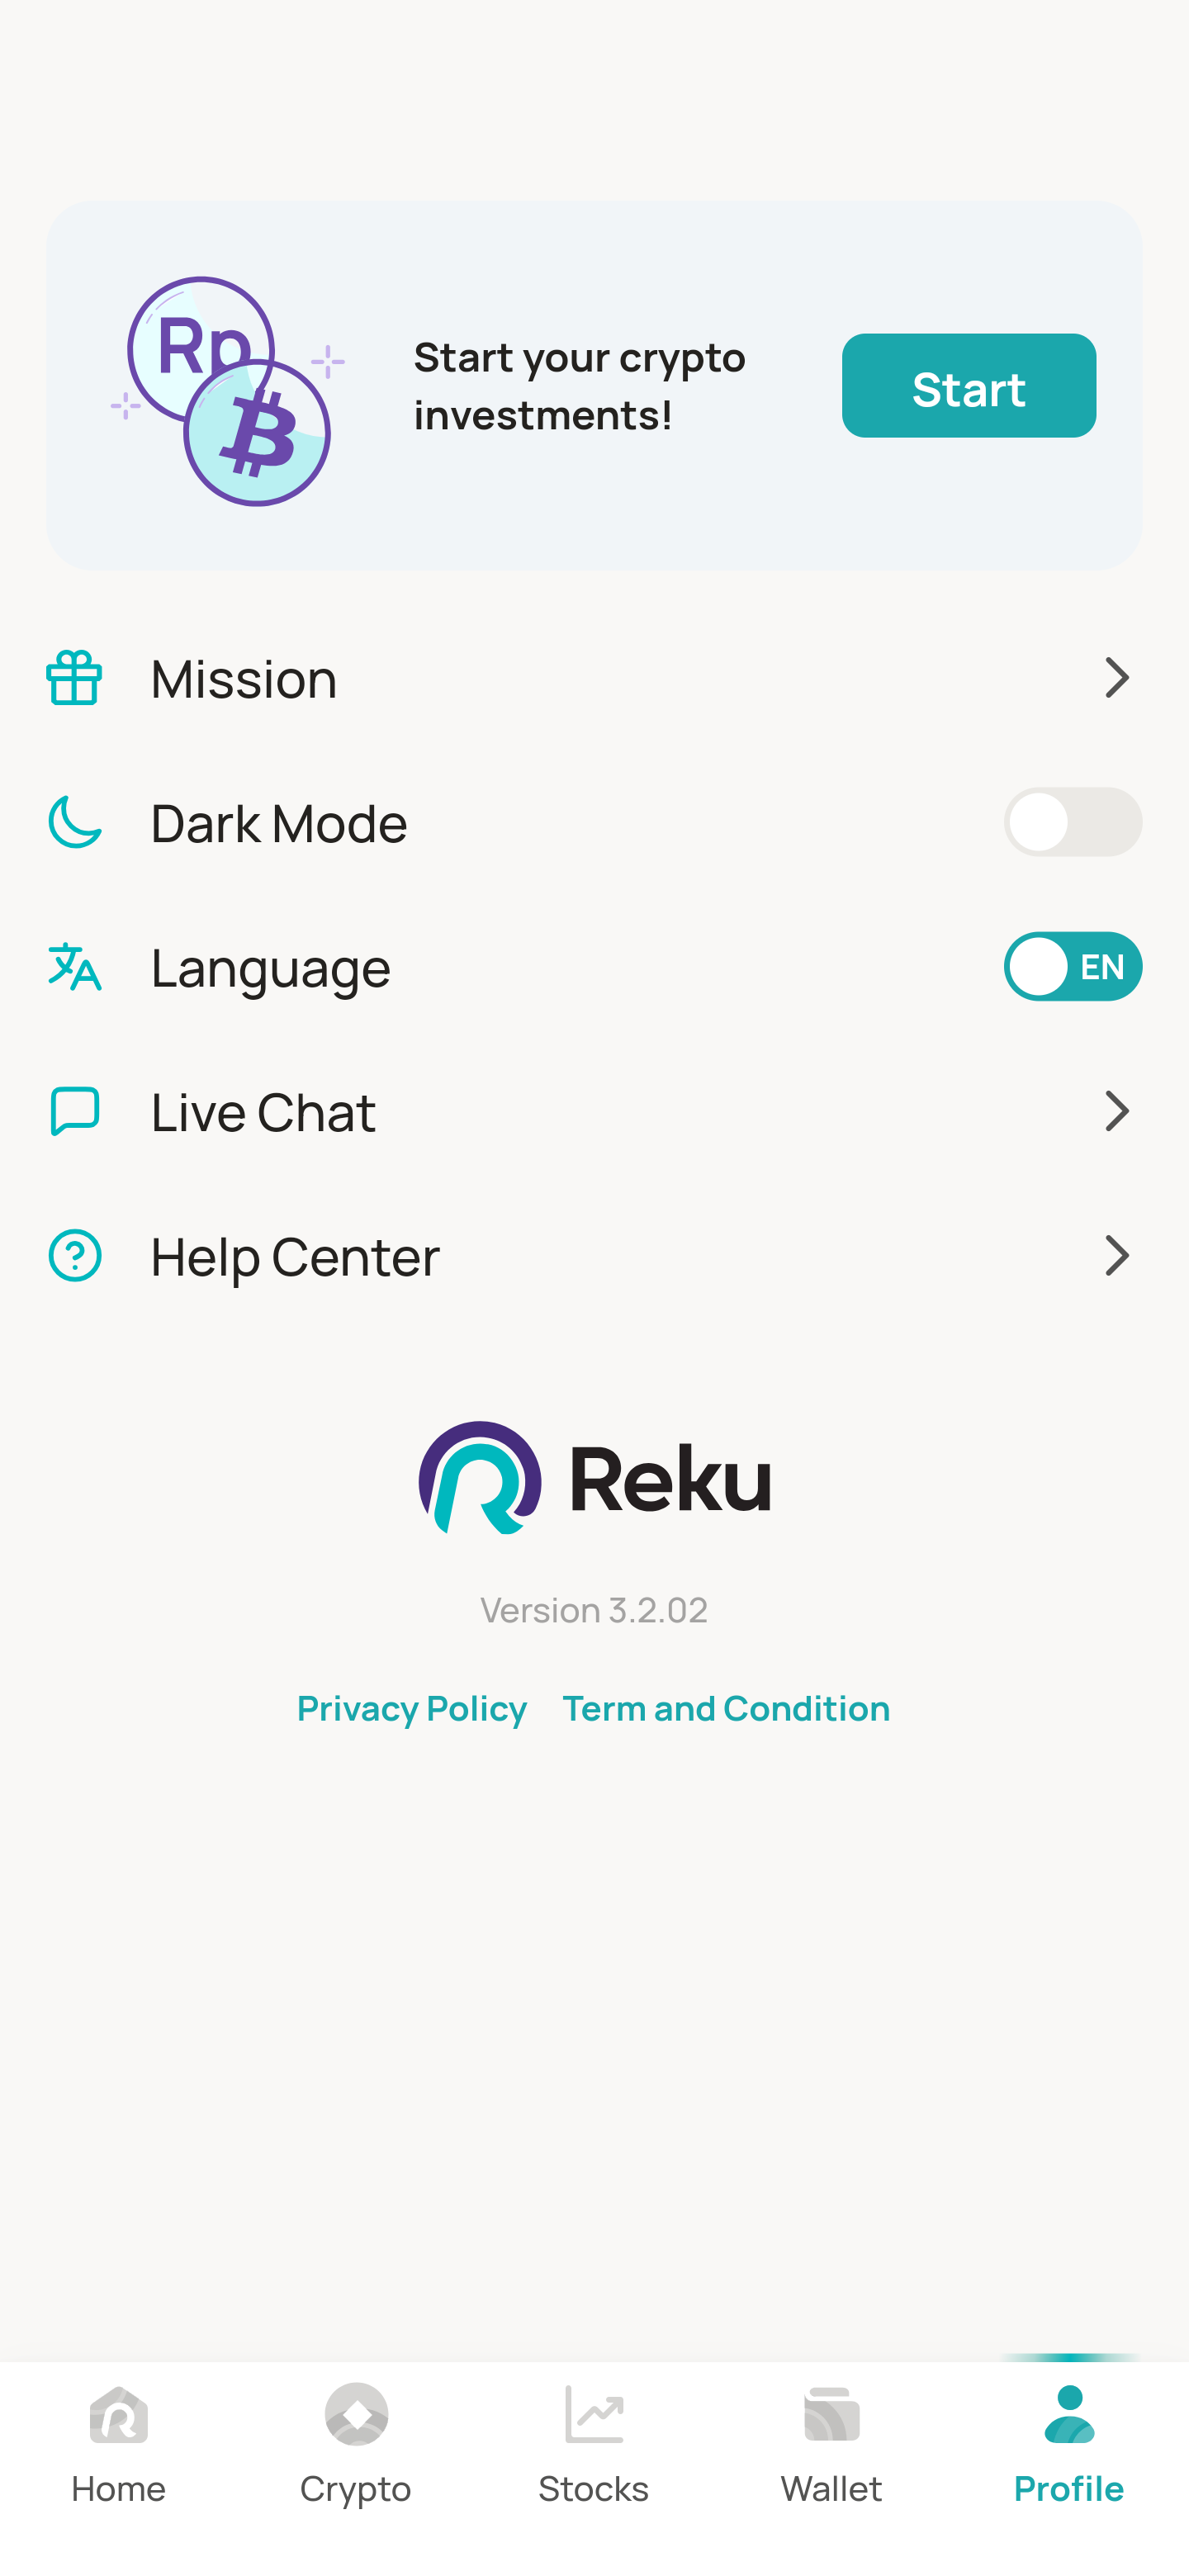 Rp
Start your crypto
investments!
Start
Mission
Dark Mode
Language
EN
Live Chat
Help Center
Reku
Version 3.2.02
Privacy Policy Term and Condition
Home Crypto Stocks Wallet Profile